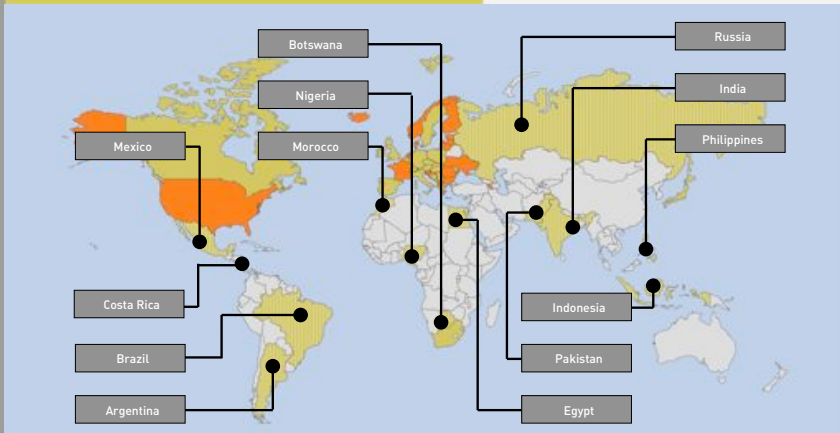 Botswana
Russia
Nigeria
India
Mexico
Morocco
Philippines
Costa Rica
Indonesia
Brazil
Pakistan
Argentina
Egypt